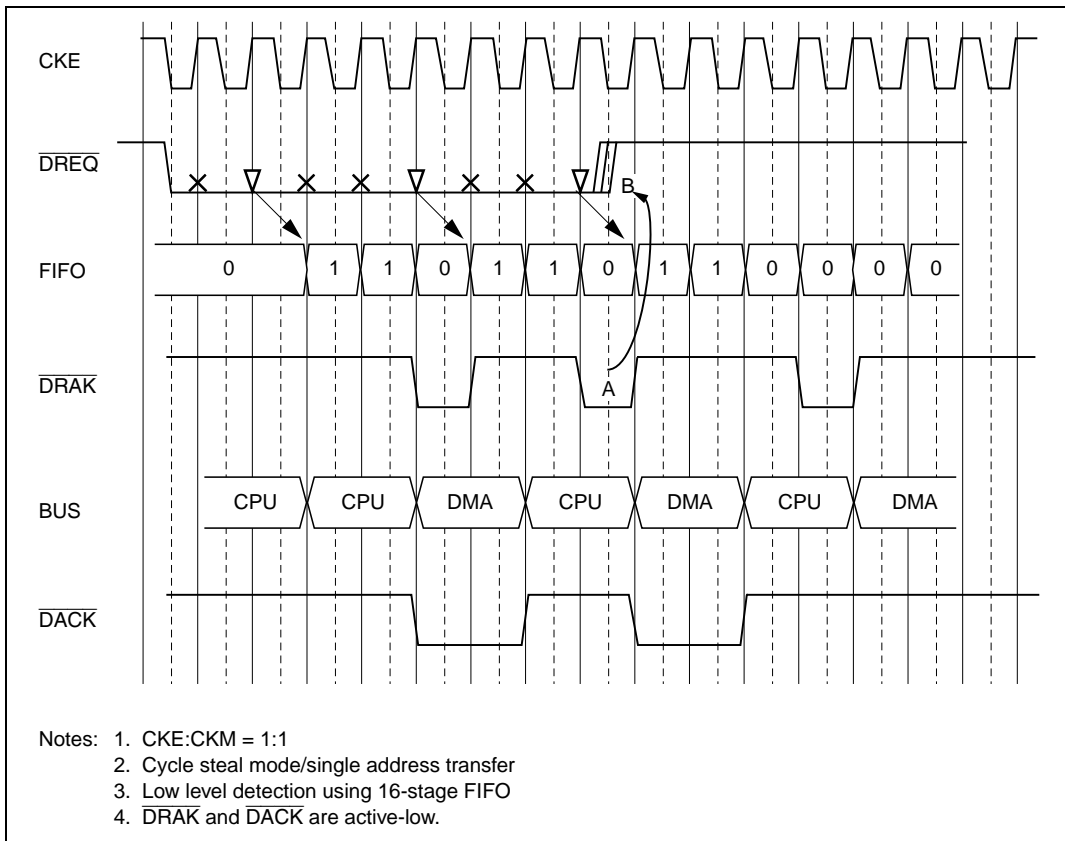 CKE
DREQ
B
FIFO
0 1 1 0 1 1 0 1 1 0 0 0 0
DRAK
A
BUS
CPU CPU DMA CPU DMA CPU DMA
DACK
Notes: 1. CKE:CKM = 1:1
2. Cycle steal mode/single address transfer
3. Low level detection using 16-stage FIFO
4. DRAK and DACK are active-low.